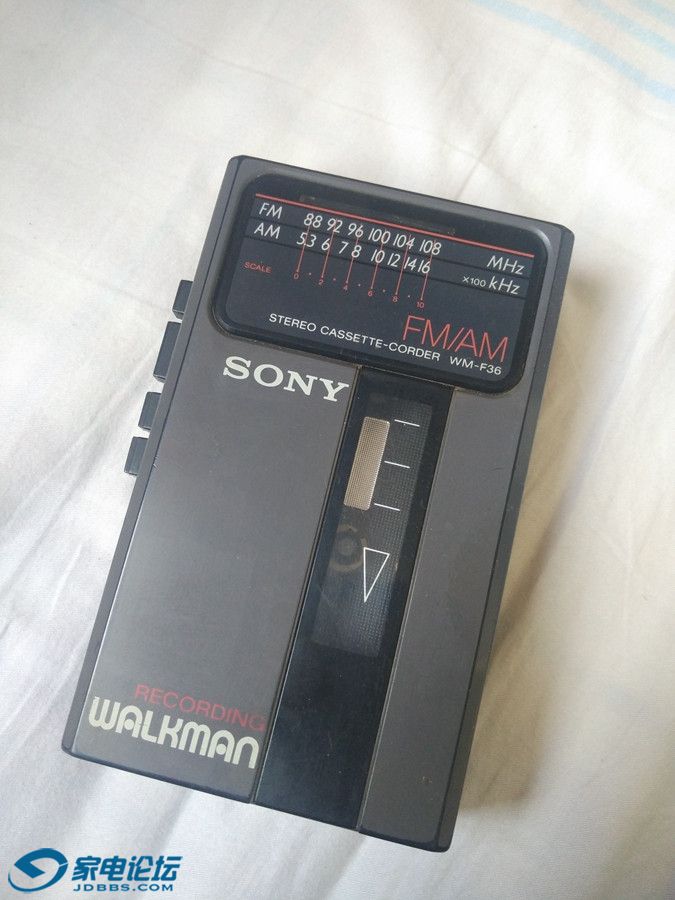 FM 88 92 96 100 104 108 MHz
AM 53 6 7 8 10 12 14 16 ×100 kHz
SCALE 0 · 2 · 4 · 6 · 8 · 10
FM/AM
STEREO CASSETTE-CORDER WM-F36
SONY
RECORDING
WALKMAN
家电论坛
JDBBS.COM